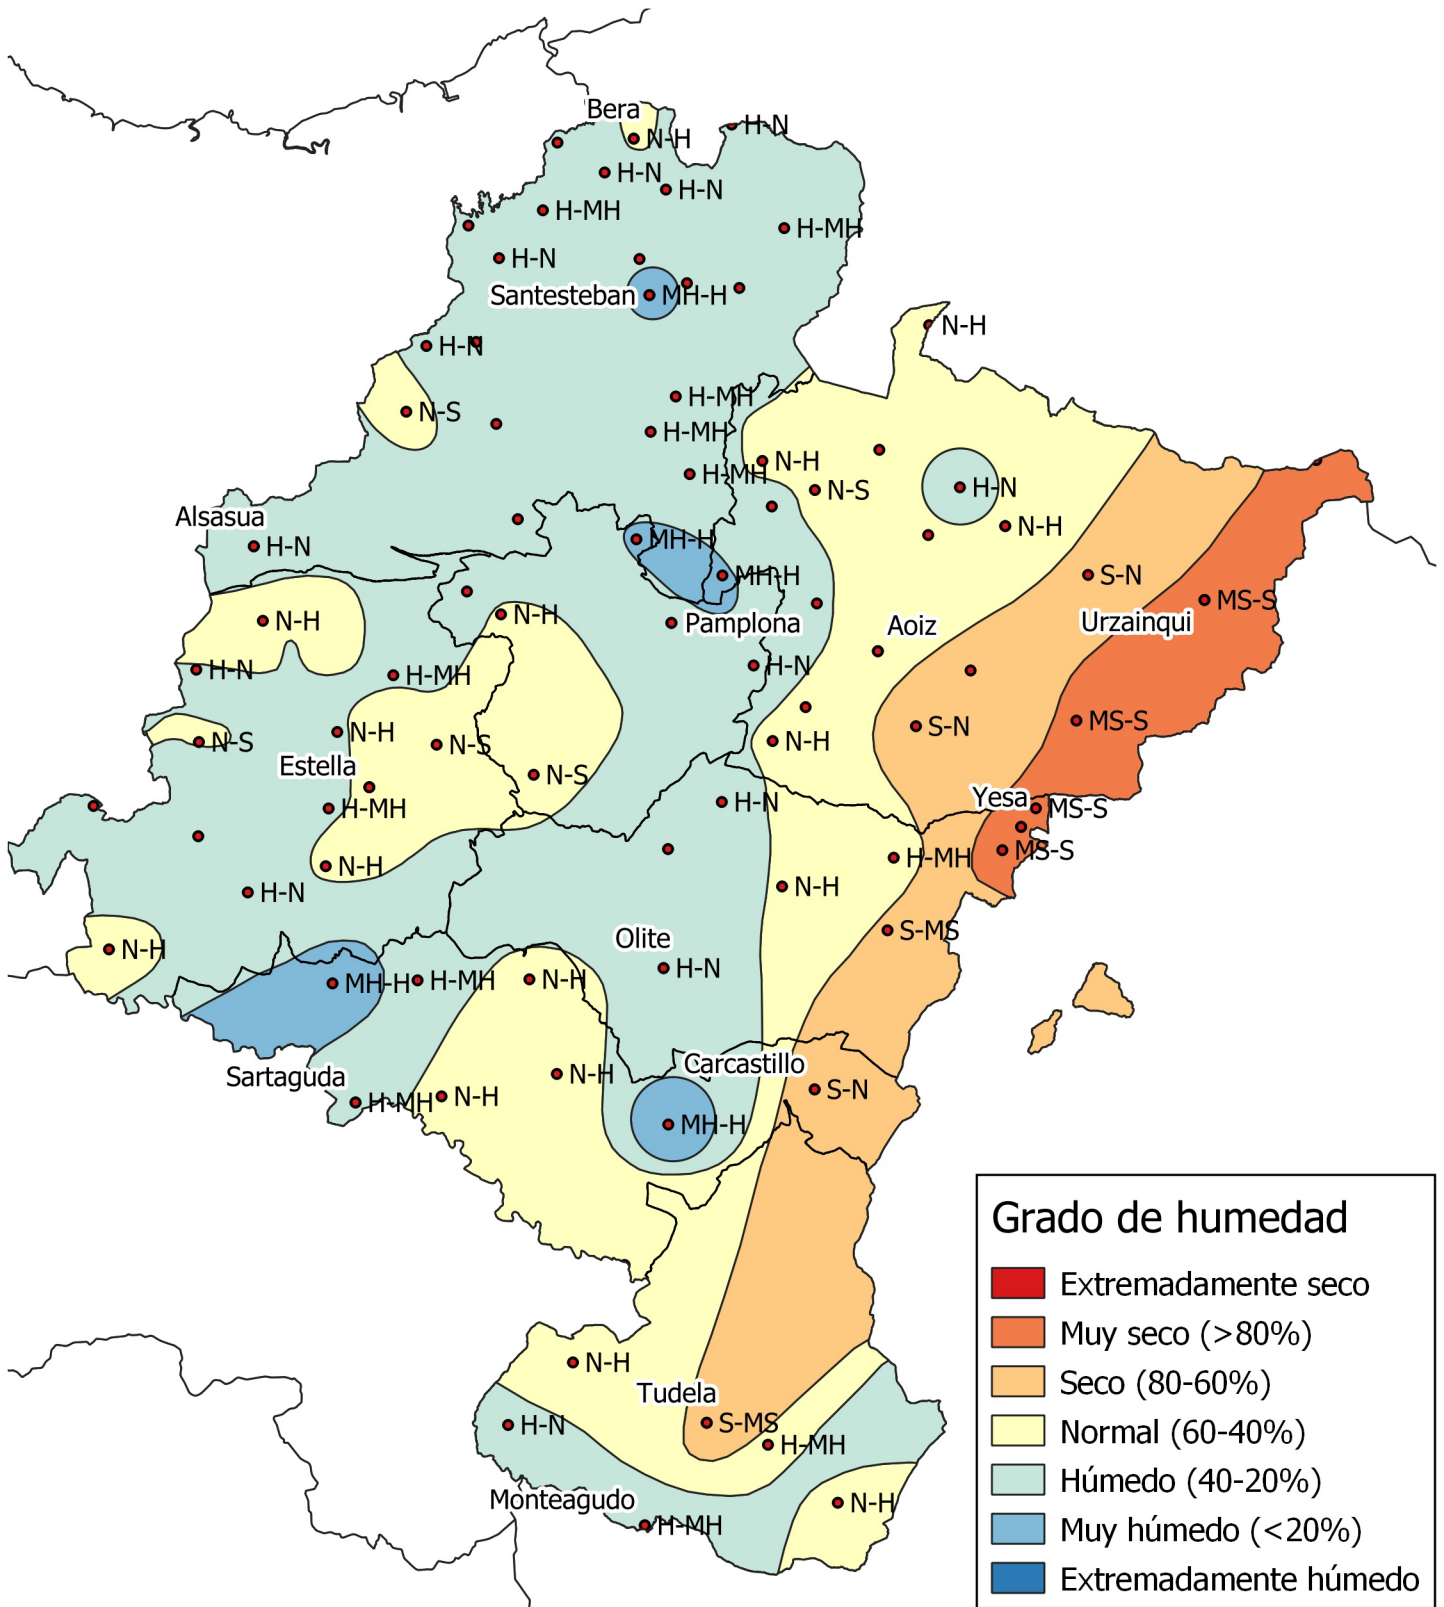 Bera
N-H
H-N
H-N
H-N
H-MH
H-MH
H-N
Santesteban
MH-H
N-H
H-N
N-S
H-MH
H-MH
H-MH
N-H
N-S
H-N
N-H
Alsasua
H-N
MH-H
MH-H
S-N
MS-S
N-H
N-H
Pamplona
Aoiz
Urzainqui
H-N
H-MH
H-N
N-H
N-S
N-S
N-H
S-N
MS-S
Estella
N-S
H-MH
H-N
Yesa
MS-S
N-H
H-MH
MS-S
H-N
N-H
N-H
Olite
S-MS
H-N
MH-H
H-MH
N-H
Sartaguda
N-H
Carcastillo
H-MH
N-H
S-N
MH-H
N-H
Tudela
H-N
S-MS
H-MH
Monteagudo
N-H
H-MH
Grado de humedad
Extremadamente seco
Muy seco (>80%)
Seco (80-60%)
Normal (60-40%)
Húmedo (40-20%)
Muy húmedo (<20%)
Extremadamente húmedo